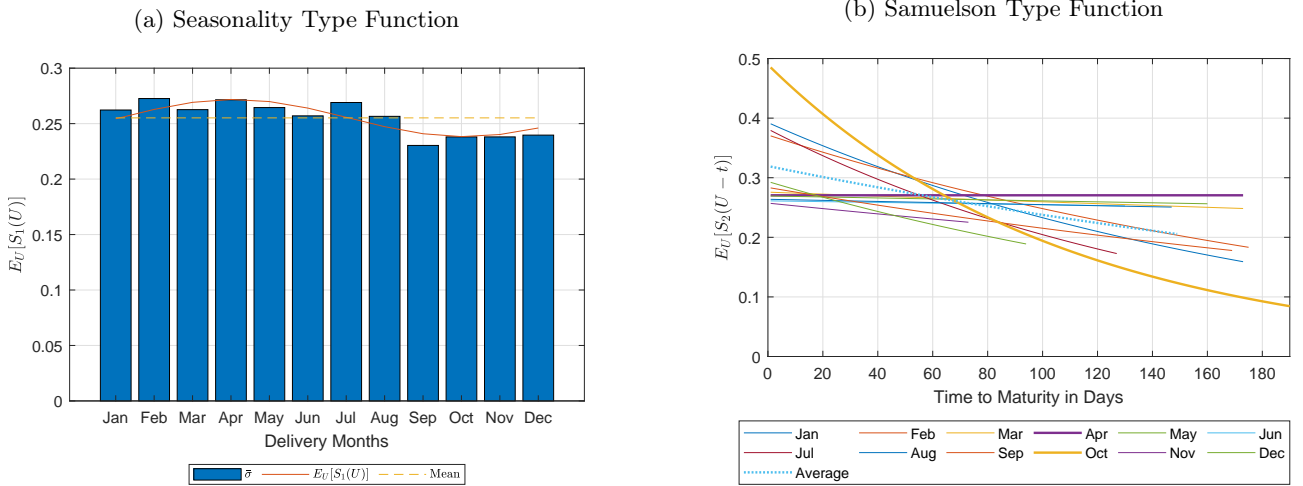 (a) Seasonality Type Function
0.3
0.25
0.2
0.15
0.1
0.05
0
E_U[S_1(U)]
Jan Feb Mar Apr May Jun Jul Aug Sep Oct Nov Dec
Delivery Months
σ̄ E_U[S_1(U)] Mean
(b) Samuelson Type Function
0.5
0.4
0.3
0.2
0.1
0
E_U[S_2(U − t)]
0 20 40 60 80 100 120 140 160 180
Time to Maturity in Days
Jan Feb Mar Apr May Jun
Jul Aug Sep Oct Nov Dec
Average